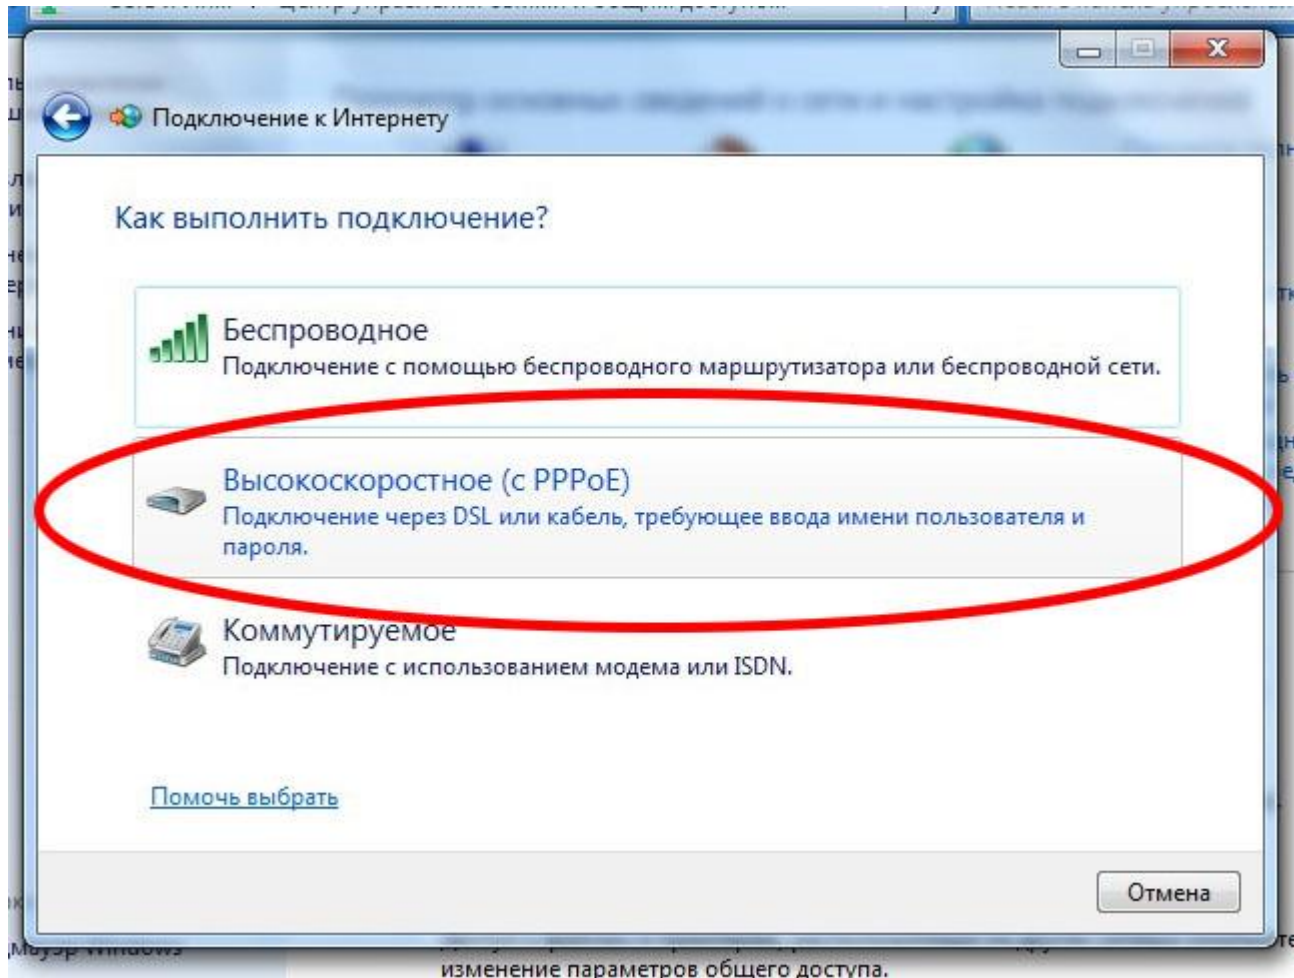 Подключение к Интернету
Как выполнить подключение?
Беспроводное
Подключение с помощью беспроводного маршрутизатора или беспроводной сети.
Высокоскоростное (с PPPoE)
Подключение через DSL или кабель, требующее ввода имени пользователя и
пароля.
Коммутируемое
Подключение с использованием модема или ISDN.
Помочь выбрать
Отмена
Windows
изменение параметров общего доступа.